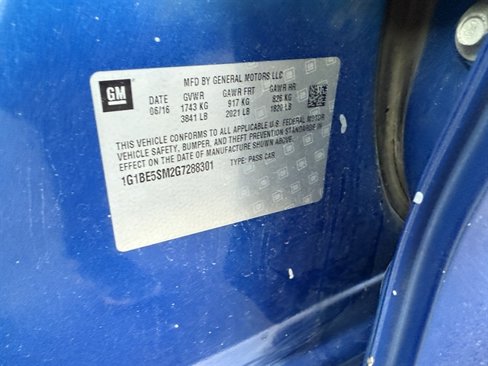 GM
MFD BY GENERAL MOTORS LLC
DATE GVWR GAWR FRT GAWR RR
06/16 1743 KG 917 KG 826 KG
3841 LB 2021 LB 1820 LB
THIS VEHICLE CONFORMS TO ALL APPLICABLE U.S. FEDERAL MOTOR
VEHICLE SAFETY, BUMPER, AND THEFT PREVENTION STANDARDS IN
EFFECT ON THE DATE OF MANUFACTURE SHOWN ABOVE.
1G1BE5SM2G7288301 TYPE: PASS CAR